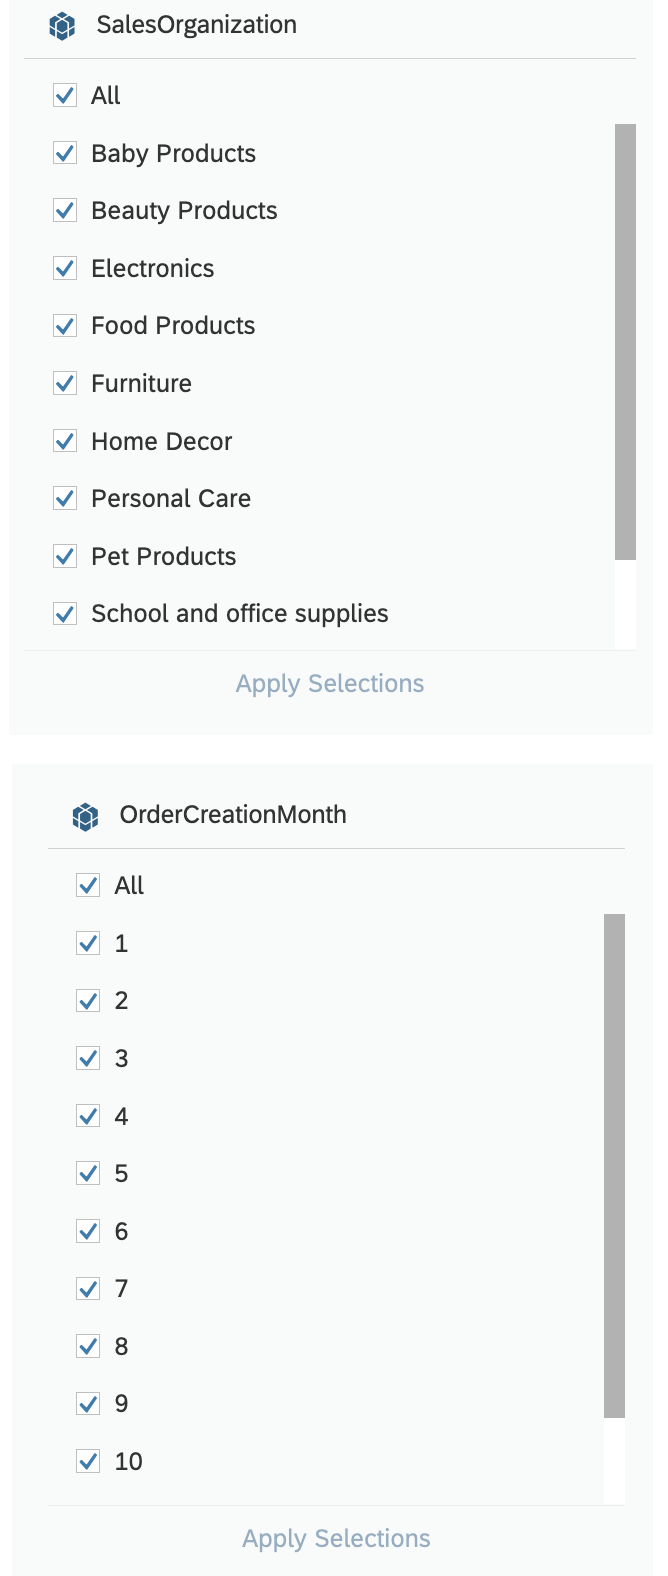 SalesOrganization
All
Baby Products
Beauty Products
Electronics
Food Products
Furniture
Home Decor
Personal Care
Pet Products
School and office supplies
Apply Selections
OrderCreationMonth
All
1
2
3
4
5
6
7
8
9
10
Apply Selections